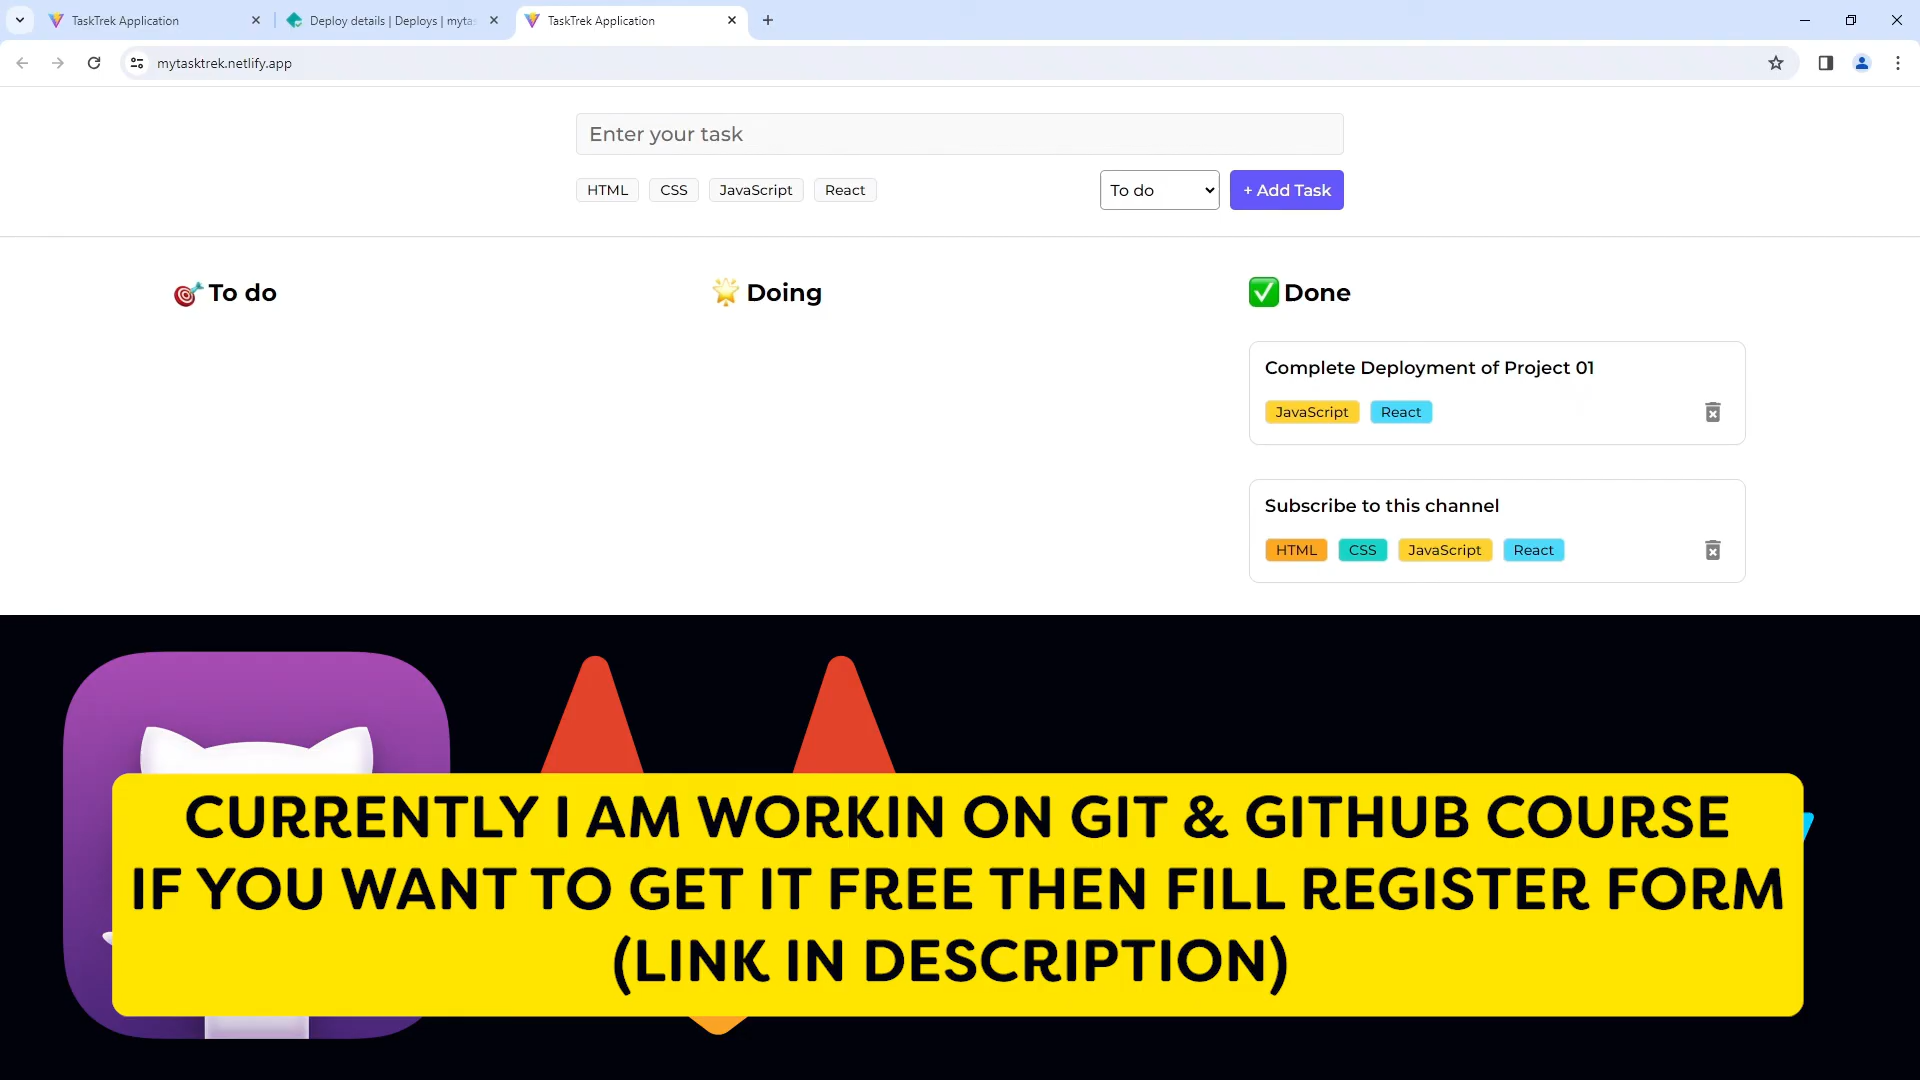 TaskTrek Application
Deploy details | Deploys | mytas
TaskTrek Application
mytasktrek.netlify.app
Enter your task
HTML CSS JavaScript React
To do
+ Add Task
To do
Doing
Done
Complete Deployment of Project 01
JavaScript React
Subscribe to this channel
HTML CSS JavaScript React
CURRENTLY I AM WORKIN ON GIT & GITHUB COURSE
IF YOU WANT TO GET IT FREE THEN FILL REGISTER FORM
(LINK IN DESCRIPTION)